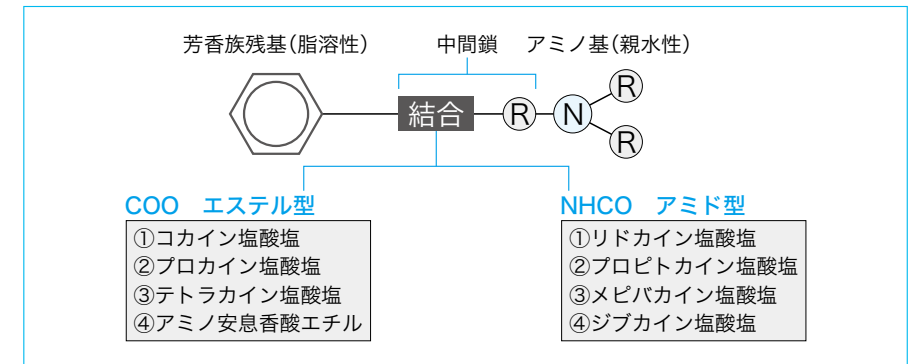 芳香族残基(脂溶性) 中間鎖 アミノ基(親水性)
結合 R N R
R
COO エステル型 NHCO アミド型
①コカイン塩酸塩
②プロカイン塩酸塩
③テトラカイン塩酸塩
④アミノ安息香酸エチル
①リドカイン塩酸塩
②プロピトカイン塩酸塩
③メピバカイン塩酸塩
④ジブカイン塩酸塩